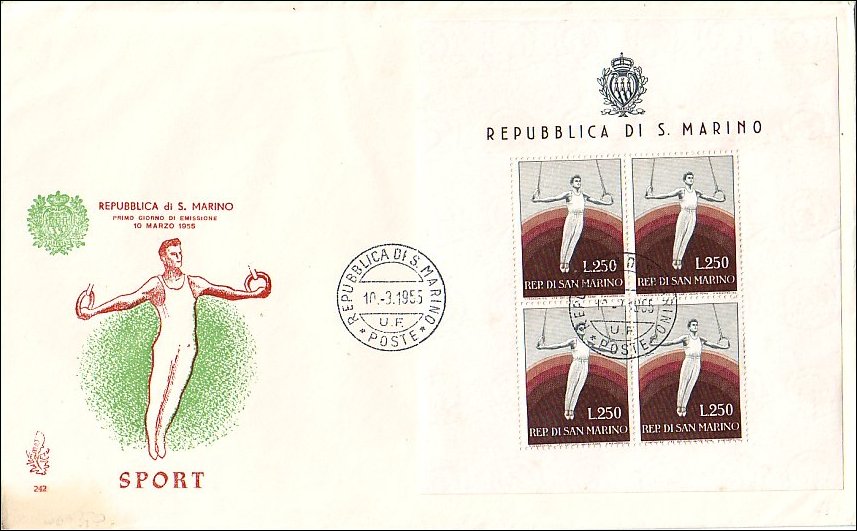 REPUBBLICA di S. MARINO
PRIMO GIORNO DI EMISSIONE
10 MARZO 1955
SPORT
242
REPUBBLICA DI S. MARINO
10.-3.1955
U.F.
* POSTE *
REPUBBLICA DI S. MARINO
L.250
REP. DI SAN MARINO
L.250
REP. DI SAN MARINO
L.250
REP. DI SAN MARINO
L.250
REP. DI SAN MARINO